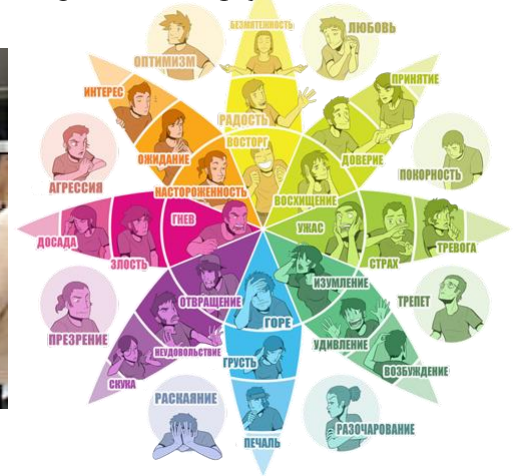 БЕЗМЯТЕЖНОСТЬ
ЛЮБОВЬ
ОПТИМИЗМ
ПРИНЯТИЕ
ИНТЕРЕС
РАДОСТЬ
ВОСТОРГ
ОЖИДАНИЕ
ДОВЕРИЕ
ПОКОРНОСТЬ
АГРЕССИЯ
НАСТОРОЖЕННОСТЬ
ВОСХИЩЕНИЕ
ГНЕВ
УЖАС
ДОСАДА
ТРЕВОГА
ЗЛОСТЬ
СТРАХ
ИЗУМЛЕНИЕ
ОТВРАЩЕНИЕ
ТРЕПЕТ
ГОРЕ
ПРЕЗРЕНИЕ
УДИВЛЕНИЕ
НЕУДОВОЛЬСТВИЕ
ГРУСТЬ
ВОЗБУЖДЕНИЕ
СКУКА
РАСКАЯНИЕ
РАЗОЧАРОВАНИЕ
ПЕЧАЛЬ